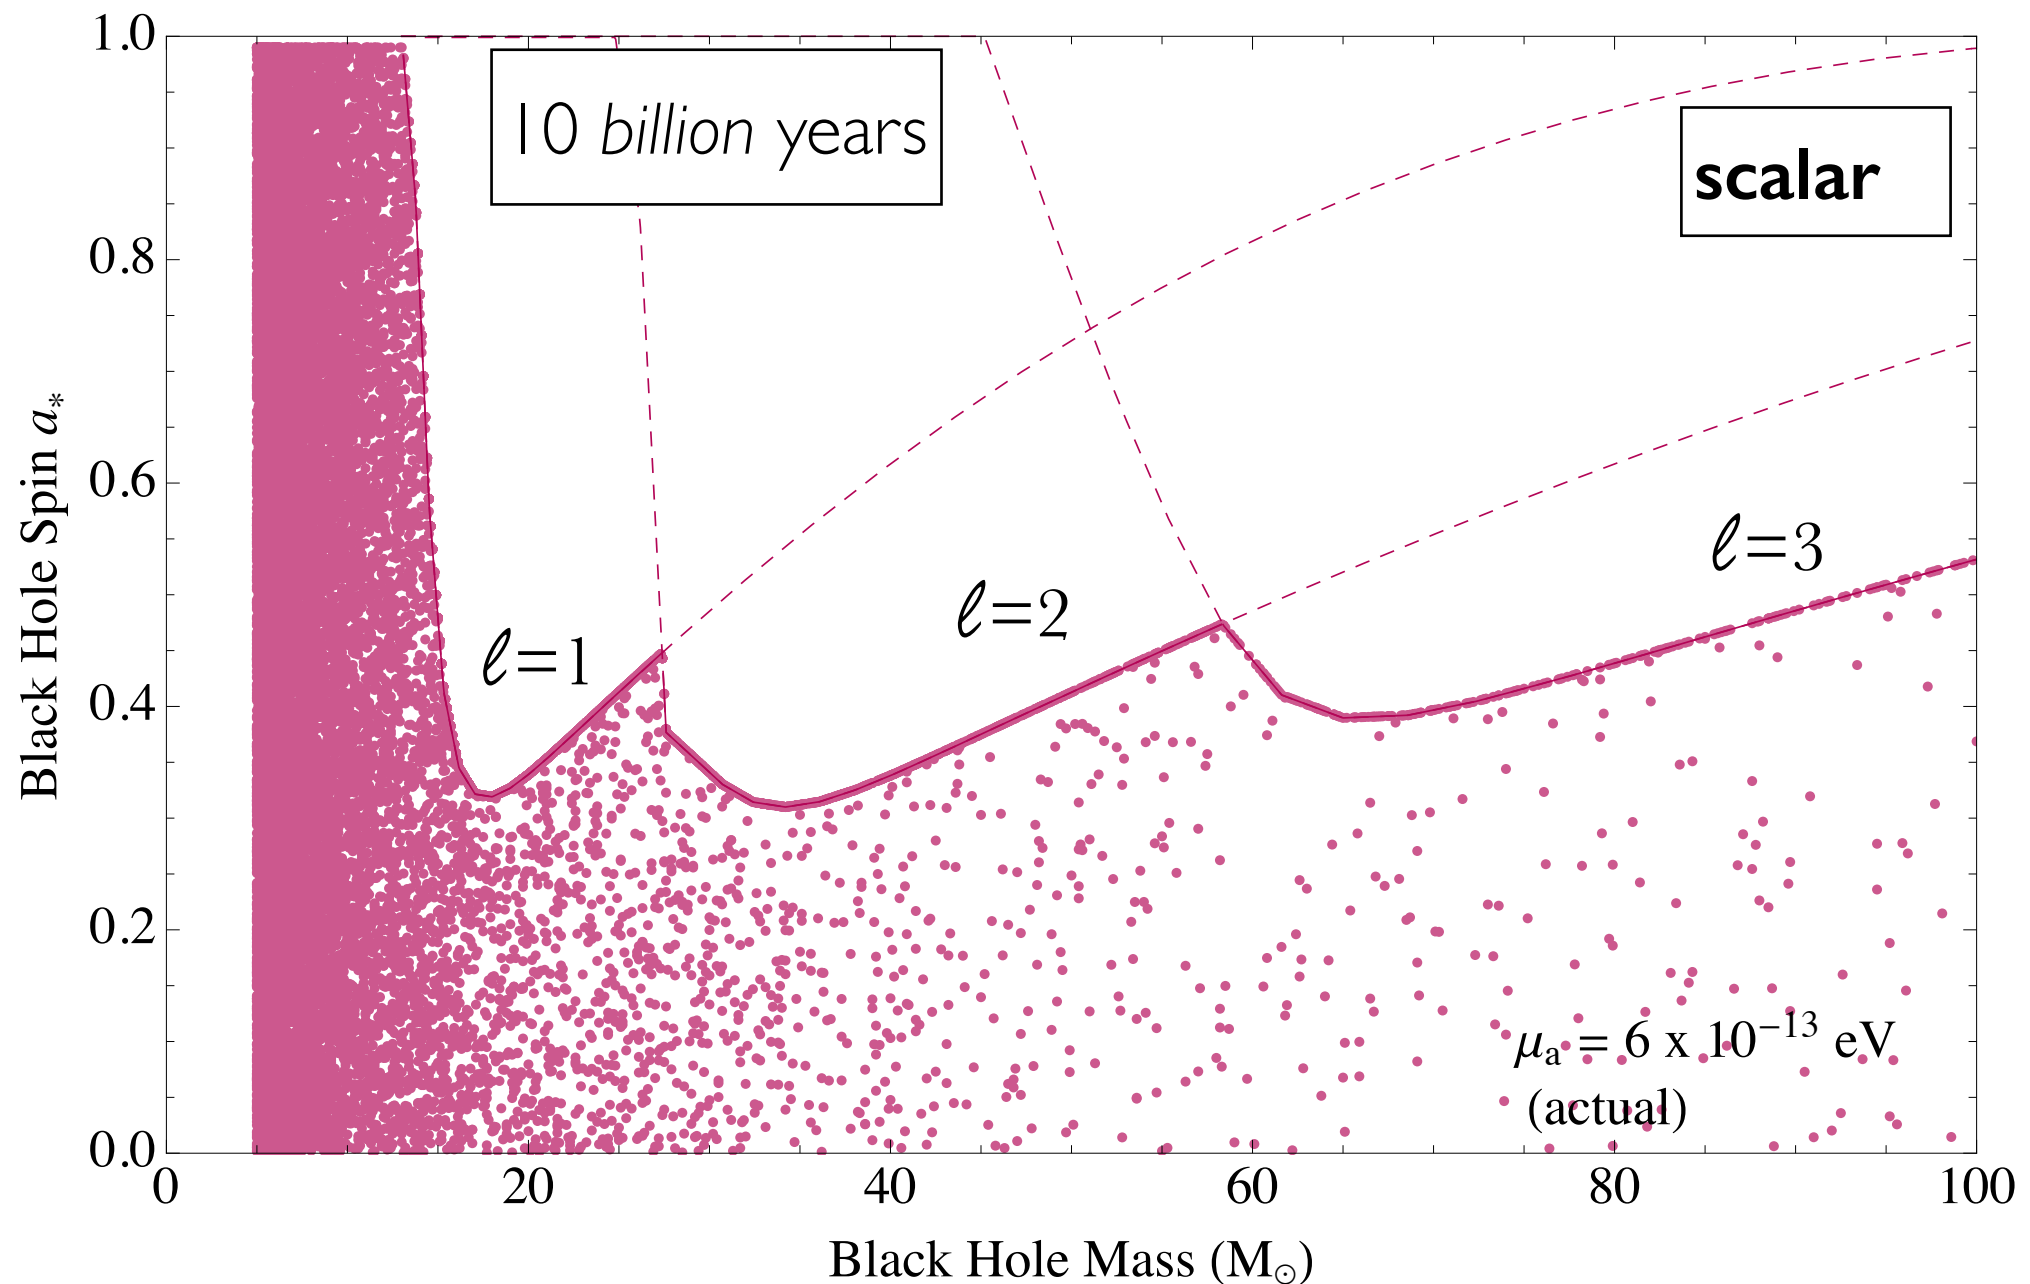 1.0
10 billion years
scalar
0.8
0.6
ℓ=3
ℓ=2
ℓ=1
0.4
0.2
μa = 6 x 10⁻¹³ eV
(actual)
0.0
0 20 40 60 80 100
Black Hole Spin a*
Black Hole Mass (M⊙)